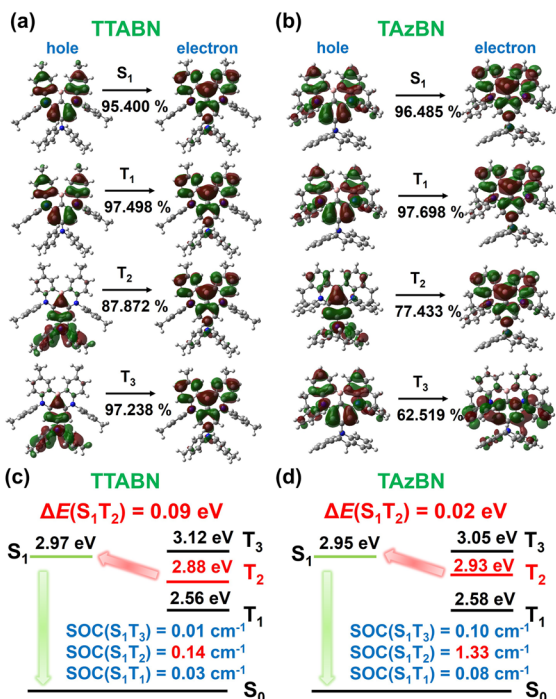 (a) TTABN
hole electron
S1
95.400 %
T1
97.498 %
T2
87.872 %
T3
97.238 %
(b) TAzBN
hole electron
S1
96.485 %
T1
97.698 %
T2
77.433 %
T3
62.519 %
(c) TTABN
ΔE(S1T2) = 0.09 eV
S1 2.97 eV
3.12 eV T3
2.88 eV T2
2.56 eV T1
SOC(S1T3) = 0.01 cm-1
SOC(S1T2) = 0.14 cm-1
SOC(S1T1) = 0.03 cm-1
S0
(d) TAzBN
ΔE(S1T2) = 0.02 eV
S1 2.95 eV
3.05 eV T3
2.93 eV T2
2.58 eV T1
SOC(S1T3) = 0.10 cm-1
SOC(S1T2) = 1.33 cm-1
SOC(S1T1) = 0.08 cm-1
S0